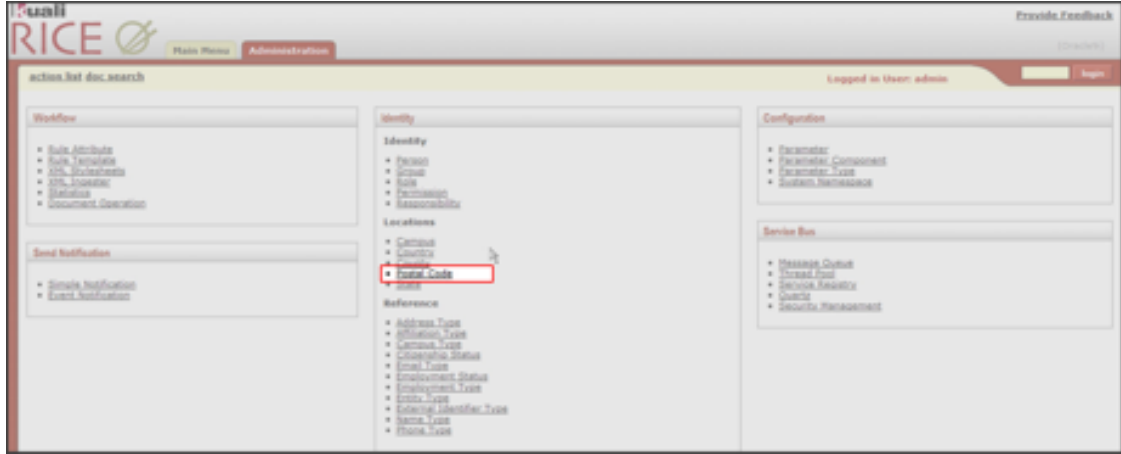 Kuali
RICE
Provide Feedback
Main Menu
Administration
action list doc search
Logged in User: admin
login
Workflow
Rule Attribute
Rule Template
XML Stylesheets
XML Ingester
Statistics
Document Operation
Send Notification
Simple Notification
Event Notification
Identity
Identity
Person
Group
Role
Permission
Responsibility
Locations
Campus
Country
County
Postal Code
State
Reference
Address Type
Affiliation Type
Campus Type
Citizenship Status
Email Type
Employment Status
Employment Type
Entity Type
External Identifier Type
Name Type
Phone Type
Configuration
Parameter
Parameter Component
Parameter Type
System Namespace
Service Bus
Message Queue
Thread Pool
Service Registry
Quartz
Security Management